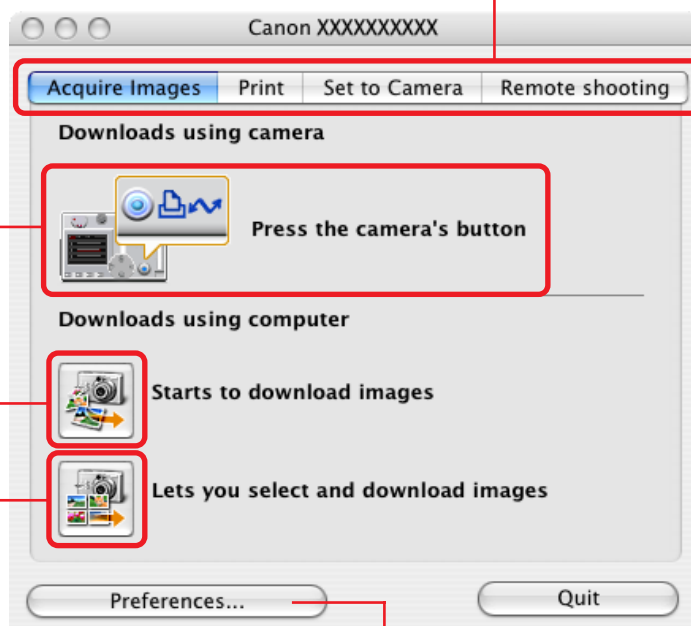 Canon XXXXXXXXXX
Acquire Images Print Set to Camera Remote shooting
Downloads using camera
Press the camera's button
Downloads using computer
Starts to download images
Lets you select and download images
Preferences... Quit